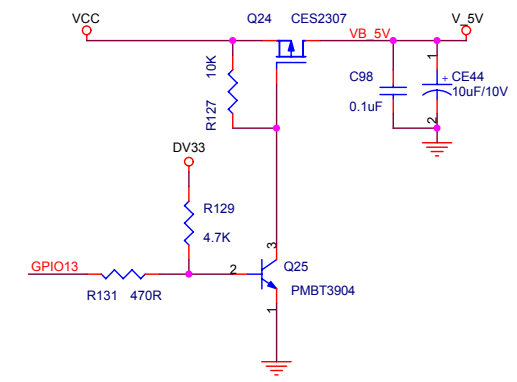 VCC
Q24 CES2307
V_5V
VB_5V
10K
R127
C98
0.1uF
1
+ CE44
10uF/10V
2
DV33
R129
4.7K
GPIO13
R131 470R
2
3
Q25
PMBT3904
1